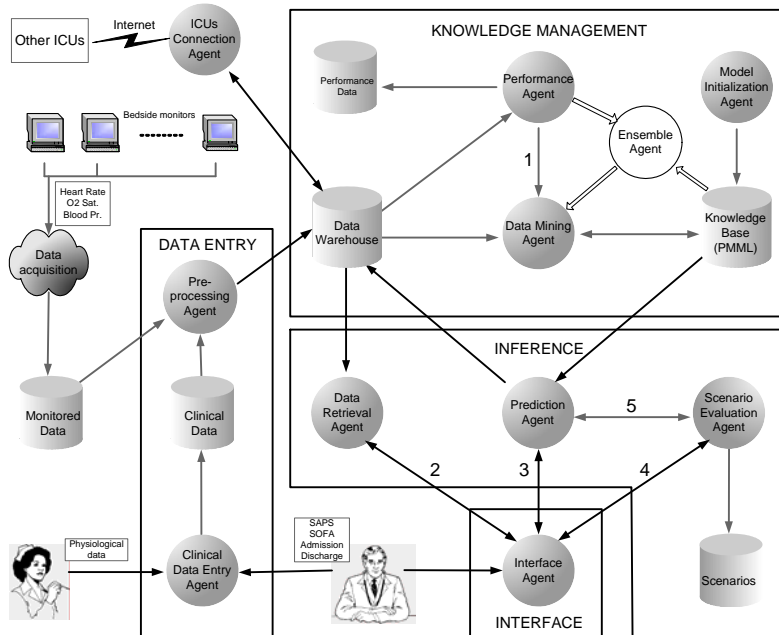 Other ICUs
Internet
ICUs
Connection
Agent
Bedside monitors
Heart Rate
O2 Sat.
Blood Pr.
Data
acquisition
Monitored
Data
DATA ENTRY
Pre-
processing
Agent
Clinical
Data
Clinical
Data Entry
Agent
Physiological
data
SAPS
SOFA
Admission
Discharge
KNOWLEDGE MANAGEMENT
Performance
Data
Performance
Agent
Model
Initialization
Agent
Ensemble
Agent
1
Data
Warehouse
Data Mining
Agent
Knowledge
Base
(PMML)
INFERENCE
Data
Retrieval
Agent
Prediction
Agent
5
Scenario
Evaluation
Agent
2
3
4
Scenarios
Interface
Agent
INTERFACE